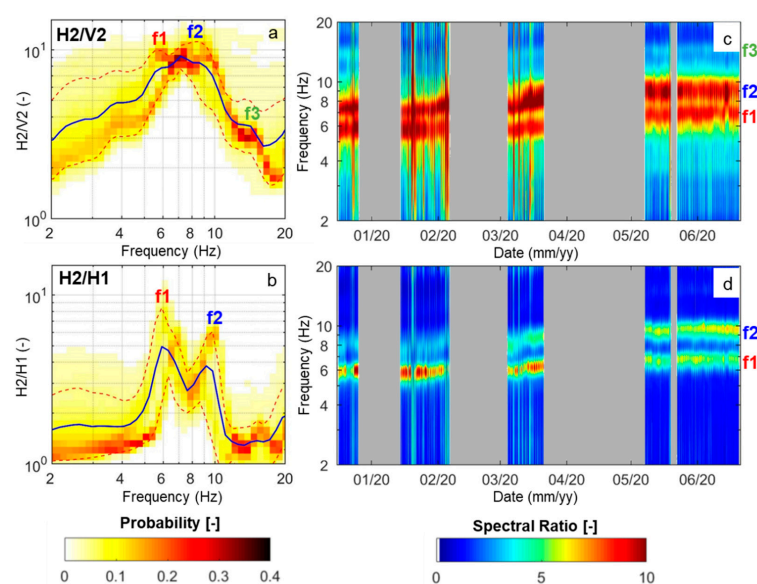 H2/V2
a
f1
f2
f3
10¹
10⁰
H2/V2 (-)
2
4
6
8
10
20
Frequency (Hz)
c
20
10
8
6
4
2
Frequency (Hz)
f3
f2
f1
01/20
02/20
03/20
04/20
05/20
06/20
Date (mm/yy)
H2/H1
b
f1
f2
10¹
10⁰
H2/H1 (-)
2
4
6
8
10
20
Frequency (Hz)
d
20
10
8
6
4
2
Frequency (Hz)
f2
f1
01/20
02/20
03/20
04/20
05/20
06/20
Date (mm/yy)
Probability [-]
0
0.1
0.2
0.3
0.4
Spectral Ratio [-]
0
5
10